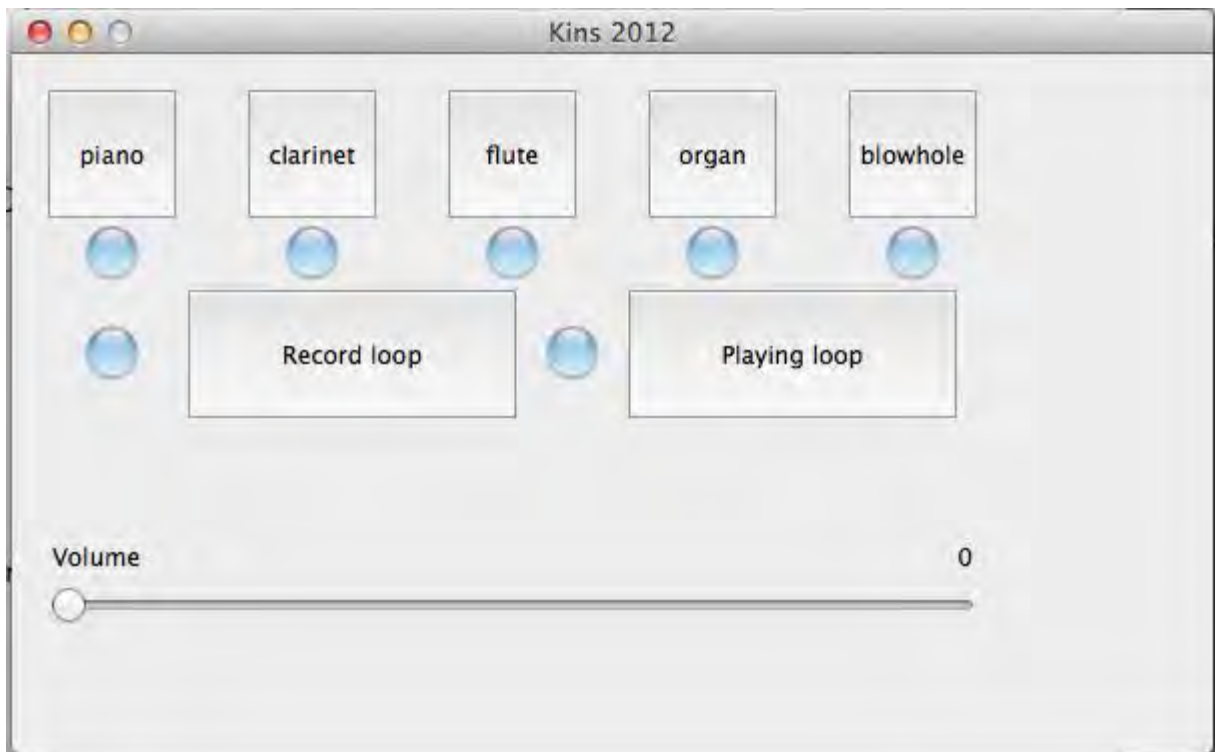 Kins 2012
piano clarinet flute organ blowhole
Record loop Playing loop
Volume 0